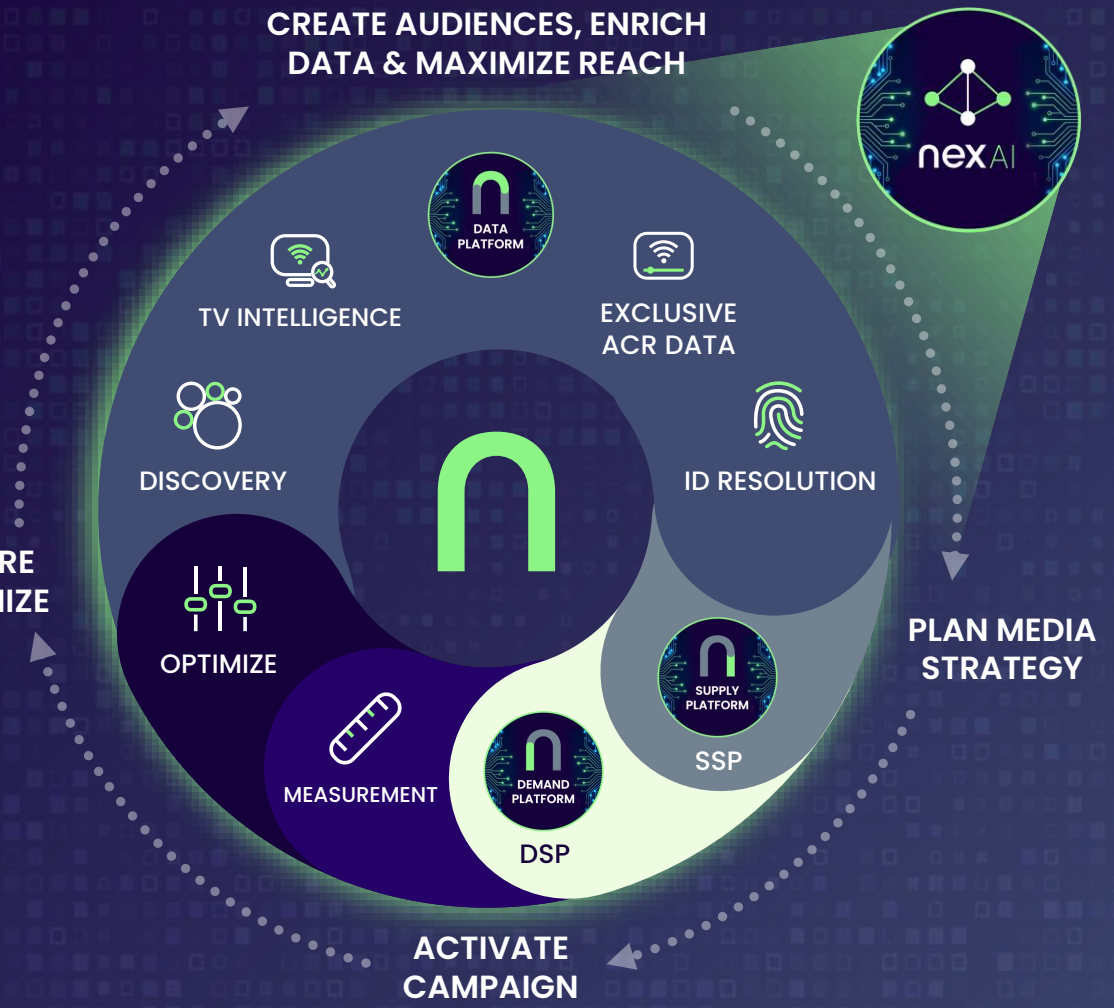 CREATE AUDIENCES, ENRICH
DATA & MAXIMIZE REACH
nexAI
DATA
PLATFORM
TV INTELLIGENCE
EXCLUSIVE
ACR DATA
DISCOVERY
ID RESOLUTION
RE
IZE
OPTIMIZE
PLAN MEDIA
STRATEGY
SUPPLY
PLATFORM
SSP
MEASUREMENT
DEMAND
PLATFORM
DSP
ACTIVATE
CAMPAIGN